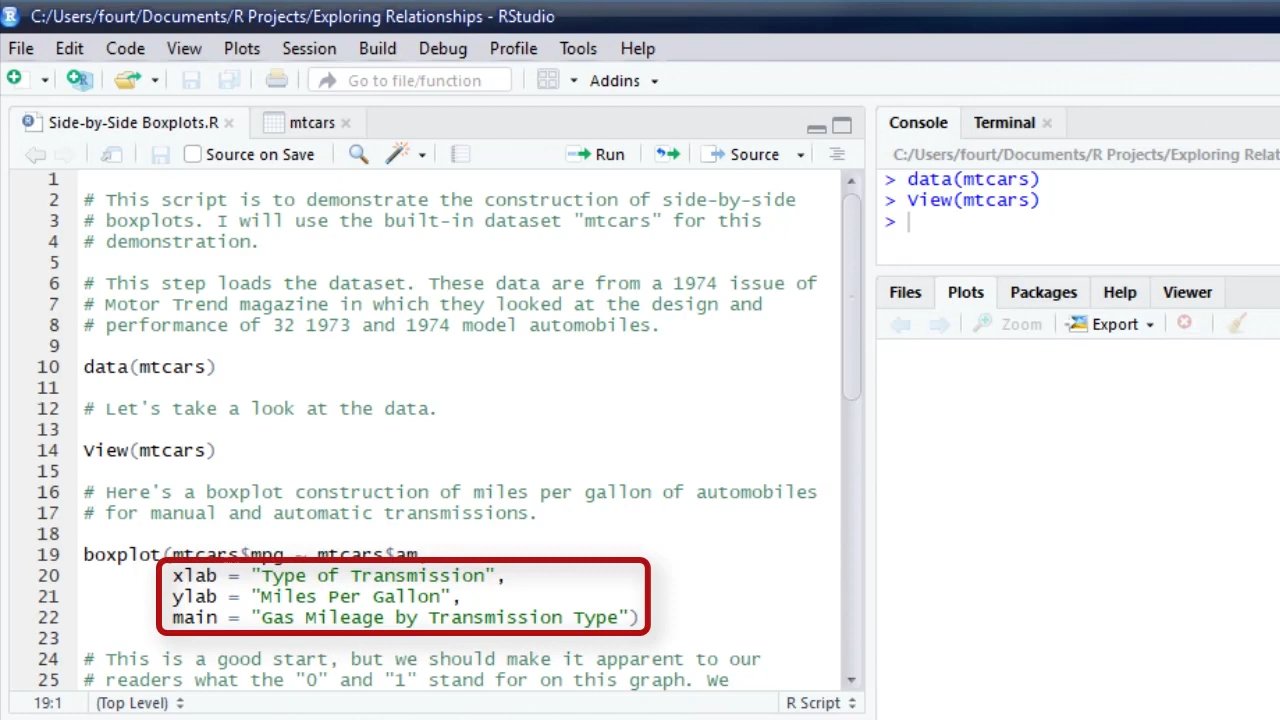 C:/Users/fourt/Documents/R Projects/Exploring Relationships - RStudio
File Edit Code View Plots Session Build Debug Profile Tools Help
Go to file/function Addins
Side-by-Side Boxplots.R mtcars
Source on Save Run Source
1
2 # This script is to demonstrate the construction of side-by-side
3 # boxplots. I will use the built-in dataset "mtcars" for this
4 # demonstration.
5
6 # This step loads the dataset. These data are from a 1974 issue of
7 # Motor Trend magazine in which they looked at the design and
8 # performance of 32 1973 and 1974 model automobiles.
9
10 data(mtcars)
11
12 # Let's take a look at the data.
13
14 View(mtcars)
15
16 # Here's a boxplot construction of miles per gallon of automobiles
17 # for manual and automatic transmissions.
18
19 boxplot(mtcars$mpg ~ mtcars$am,
20 xlab = "Type of Transmission",
21 ylab = "Miles Per Gallon",
22 main = "Gas Mileage by Transmission Type")
23
24 # This is a good start, but we should make it apparent to our
25 # readers what the "0" and "1" stand for on this graph. We
19:1 (Top Level) R Script
Console Terminal
C:/Users/fourt/Documents/R Projects/Exploring Relat
> data(mtcars)
> View(mtcars)
>
Files Plots Packages Help Viewer
Zoom Export